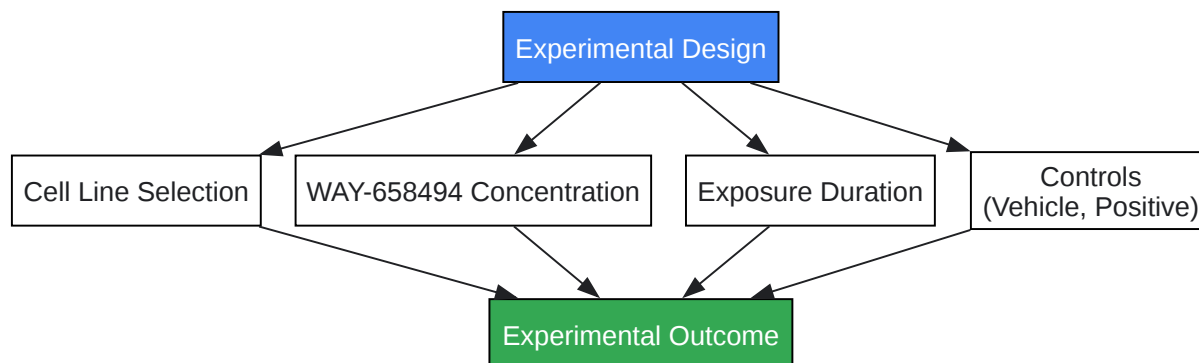 Experimental Design
Cell Line Selection
WAY-658494 Concentration
Exposure Duration
Controls
(Vehicle, Positive)
Experimental Outcome